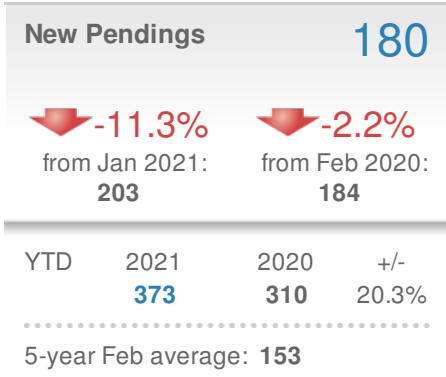 New Pendings 180
-11.3% -2.2%
from Jan 2021: from Feb 2020:
203 184
YTD 2021 2020 +/-
373 310 20.3%
5-year Feb average: 153